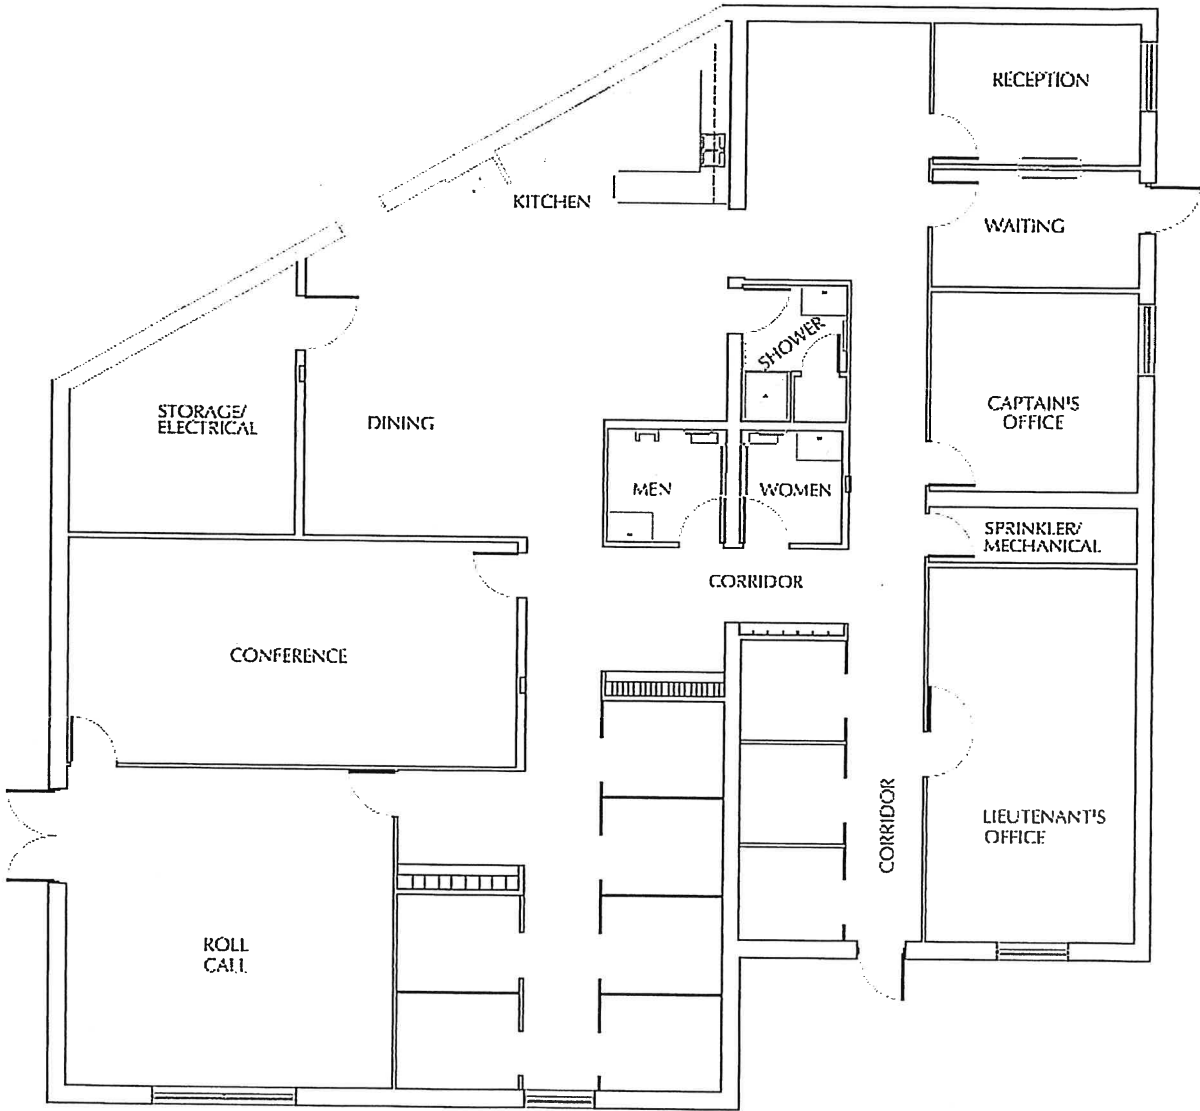 RECEPTION
KITCHEN
WAITING
SHOWER
STORAGE/
ELECTRICAL
DINING
CAPTAIN'S
OFFICE
MEN
WOMEN
SPRINKLER/
MECHANICAL
CORRIDOR
CONFERENCE
CORRIDOR
LIEUTENANT'S
OFFICE
ROLL
CALL